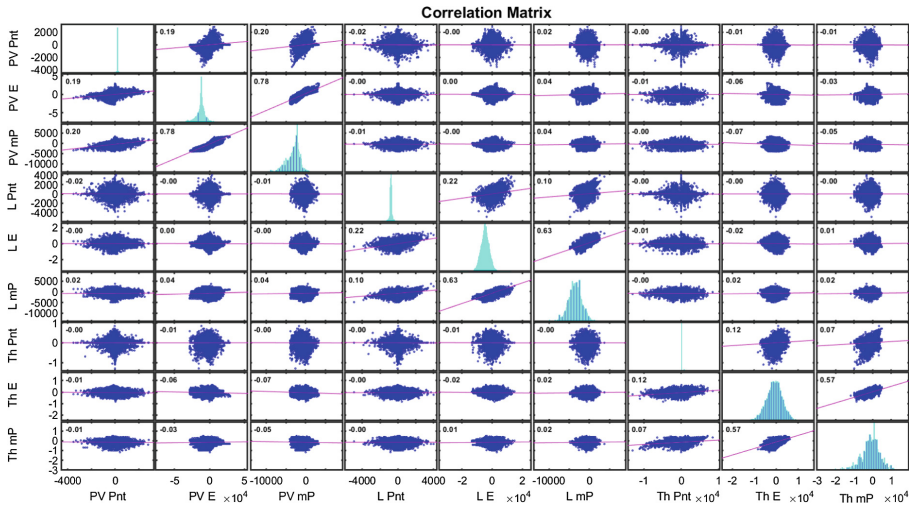 Correlation Matrix
PV Pnt 2000 0 -2000 -4000 0.19 0.20 -0.02 -0.00 0.02 -0.00 -0.01 -0.01
PV E 5 0 -5 0.19 0.78 -0.00 0.00 0.04 -0.01 -0.06 -0.03
PV mP 5000 0 -5000 -10000 0.20 0.78 -0.01 -0.00 0.04 -0.00 -0.07 -0.05
L Pnt 4000 2000 0 -2000 -4000 -0.02 -0.00 -0.01 0.22 0.10 -0.00 -0.00 -0.00
L E 2 0 -2 -0.00 0.00 -0.00 0.22 0.63 -0.01 -0.02 0.01
L mP 5000 0 -5000 -10000 0.02 0.04 0.04 0.10 0.63 -0.00 0.02 0.02
Th Pnt 1 0 -1 -0.00 -0.01 -0.00 -0.00 -0.01 -0.00 0.12 0.07
Th E 1 0 -1 -2 -0.01 -0.06 -0.07 -0.00 -0.02 0.02 0.12 0.57
Th mP 1 0 -1 -2 -3 -0.01 -0.03 -0.05 -0.00 0.01 0.02 0.07 0.57
-4000 0 -5 0 5 -10000 0 -4000 0 4000 -2 0 2 -10000 0 -1 0 1 -2 0 -3 -2 -1 0 1
PV Pnt PV E ×10⁴ PV mP L Pnt L E ×10⁴ L mP Th Pnt ×10⁴ Th E ×10⁴ Th mP ×10⁴